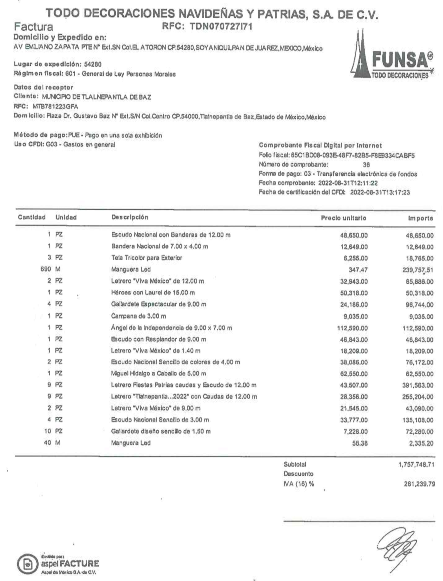 TODO DECORACIONES NAVIDEÑAS Y PATRIAS, S.A. DE C.V.
Factura
RFC: TDN070727I71
Domicilio y Expedido en:
AV EMILIANO ZAPATA PTE Nº Ext.SN Col.EL ATORON CP.54280,SOYANIQUILPAN DE JUAREZ,MEXICO,México
FUNSA
TODO DECORACIONES
Lugar de expedición: 54280
Régimen fiscal: 601 - General de Ley Personas Morales
Datos del receptor
Cliente: MUNICIPIO DE TLALNEPANTLA DE BAZ
RFC: MTB781223GFA
Domicilio: Plaza Dr. Gustavo Baz Nº Ext.S/N Col.Centro CP.54000,Tlalnepantla de Baz,Estado de México,México
Método de pago:PUE - Pago en una sola exhibición
Uso CFDI: G03 - Gastos en general
Comprobante Fiscal Digital por Internet
Folio fiscal:
Número de comprobante: 38
Forma de pago: 03 - Transferencia electrónica de fondos
Fecha comprobante: 2022-08-31T12:11:22
Fecha de certificación del CFDI: 2022-08-31T13:17:23
Cantidad Unidad Descripción Precio unitario Importe
1 PZ Escudo Nacional con Banderas de 12.00 m 46,650.00 46,650.00
1 PZ Bandera Nacional de 7.00 x 4.00 m 12,649.00 12,649.00
3 PZ Tela Tricolor para Exterior 6,255.00 18,765.00
690 M Manguera Led 347.47 239,757.51
2 PZ Letrero "Viva México" de 12.00 m 32,943.00 65,886.00
1 PZ Héroes con Laurel de 16.00 m 50,318.00 50,318.00
4 PZ Gallardete Espectacular de 9.00 m 24,186.00 96,744.00
1 PZ Campana de 3.00 m 9,035.00 9,035.00
1 PZ Ángel de la Independencia de 9.00 x 7.00 m 112,590.00 112,590.00
1 PZ Escudo con Resplandor de 9.00 m 46,843.00 46,843.00
1 PZ Letrero "Viva México" de 1.40 m 18,209.00 18,209.00
2 PZ Escudo Nacional Sencillo de colores de 4.00 m 38,086.00 76,172.00
1 PZ Miguel Hidalgo a Caballo de 5.00 m 62,550.00 62,550.00
9 PZ Letrero Fiestas Patrias caudas y Escudo de 12.00 m 43,507.00 391,563.00
9 PZ Letrero "Tlalnepantla...2022" con Caudas de 12.00 m 28,356.00 255,204.00
2 PZ Letrero "Viva México" de 9.00 m 21,545.00 43,090.00
4 PZ Escudo Nacional Sencillo de 3.00 m 33,777.00 135,108.00
10 PZ Gallardete diseño sencillo de 1.50 m 7,228.00 72,280.00
40 M Manguera Led 58.38 2,335.20
Subtotal 1,757,748.71
Descuento
IVA (16) % 281,239.79
Emitido por:
aspel FACTURE
Aspel de México S.A. de C.V.